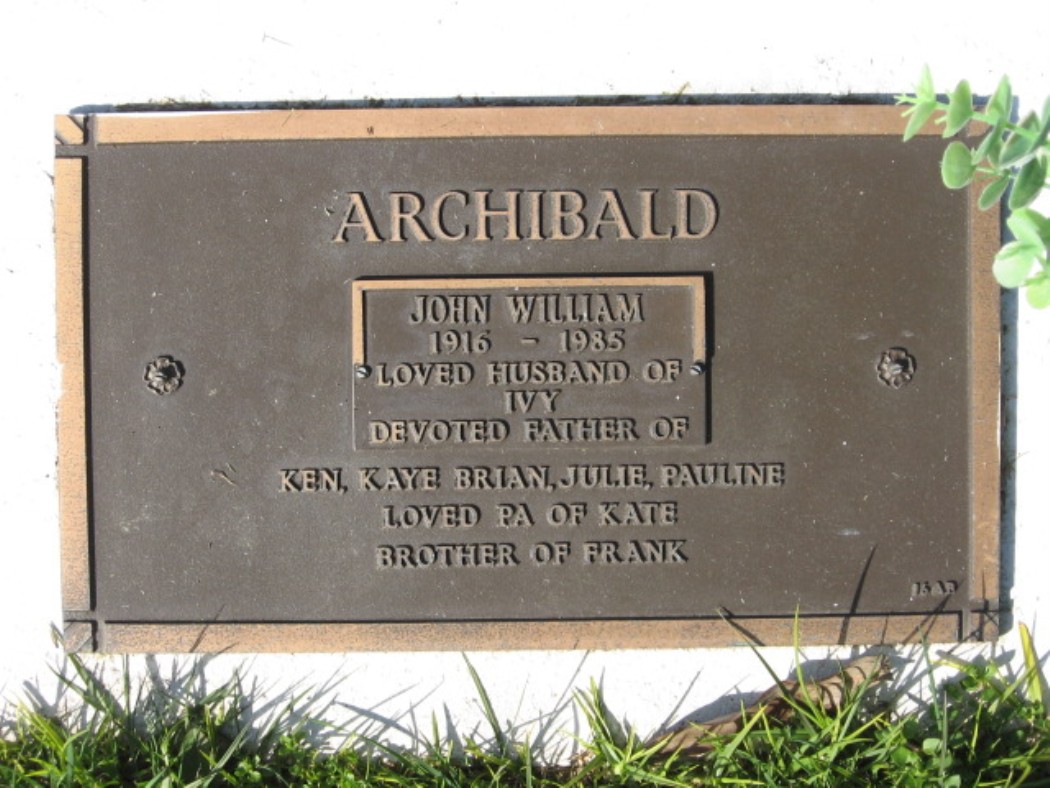 ARCHIBALD
JOHN WILLIAM
1916 - 1985
LOVED HUSBAND OF
IVY
DEVOTED FATHER OF
KEN, KAYE BRIAN, JULIE, PAULINE
LOVED PA OF KATE
BROTHER OF FRANK